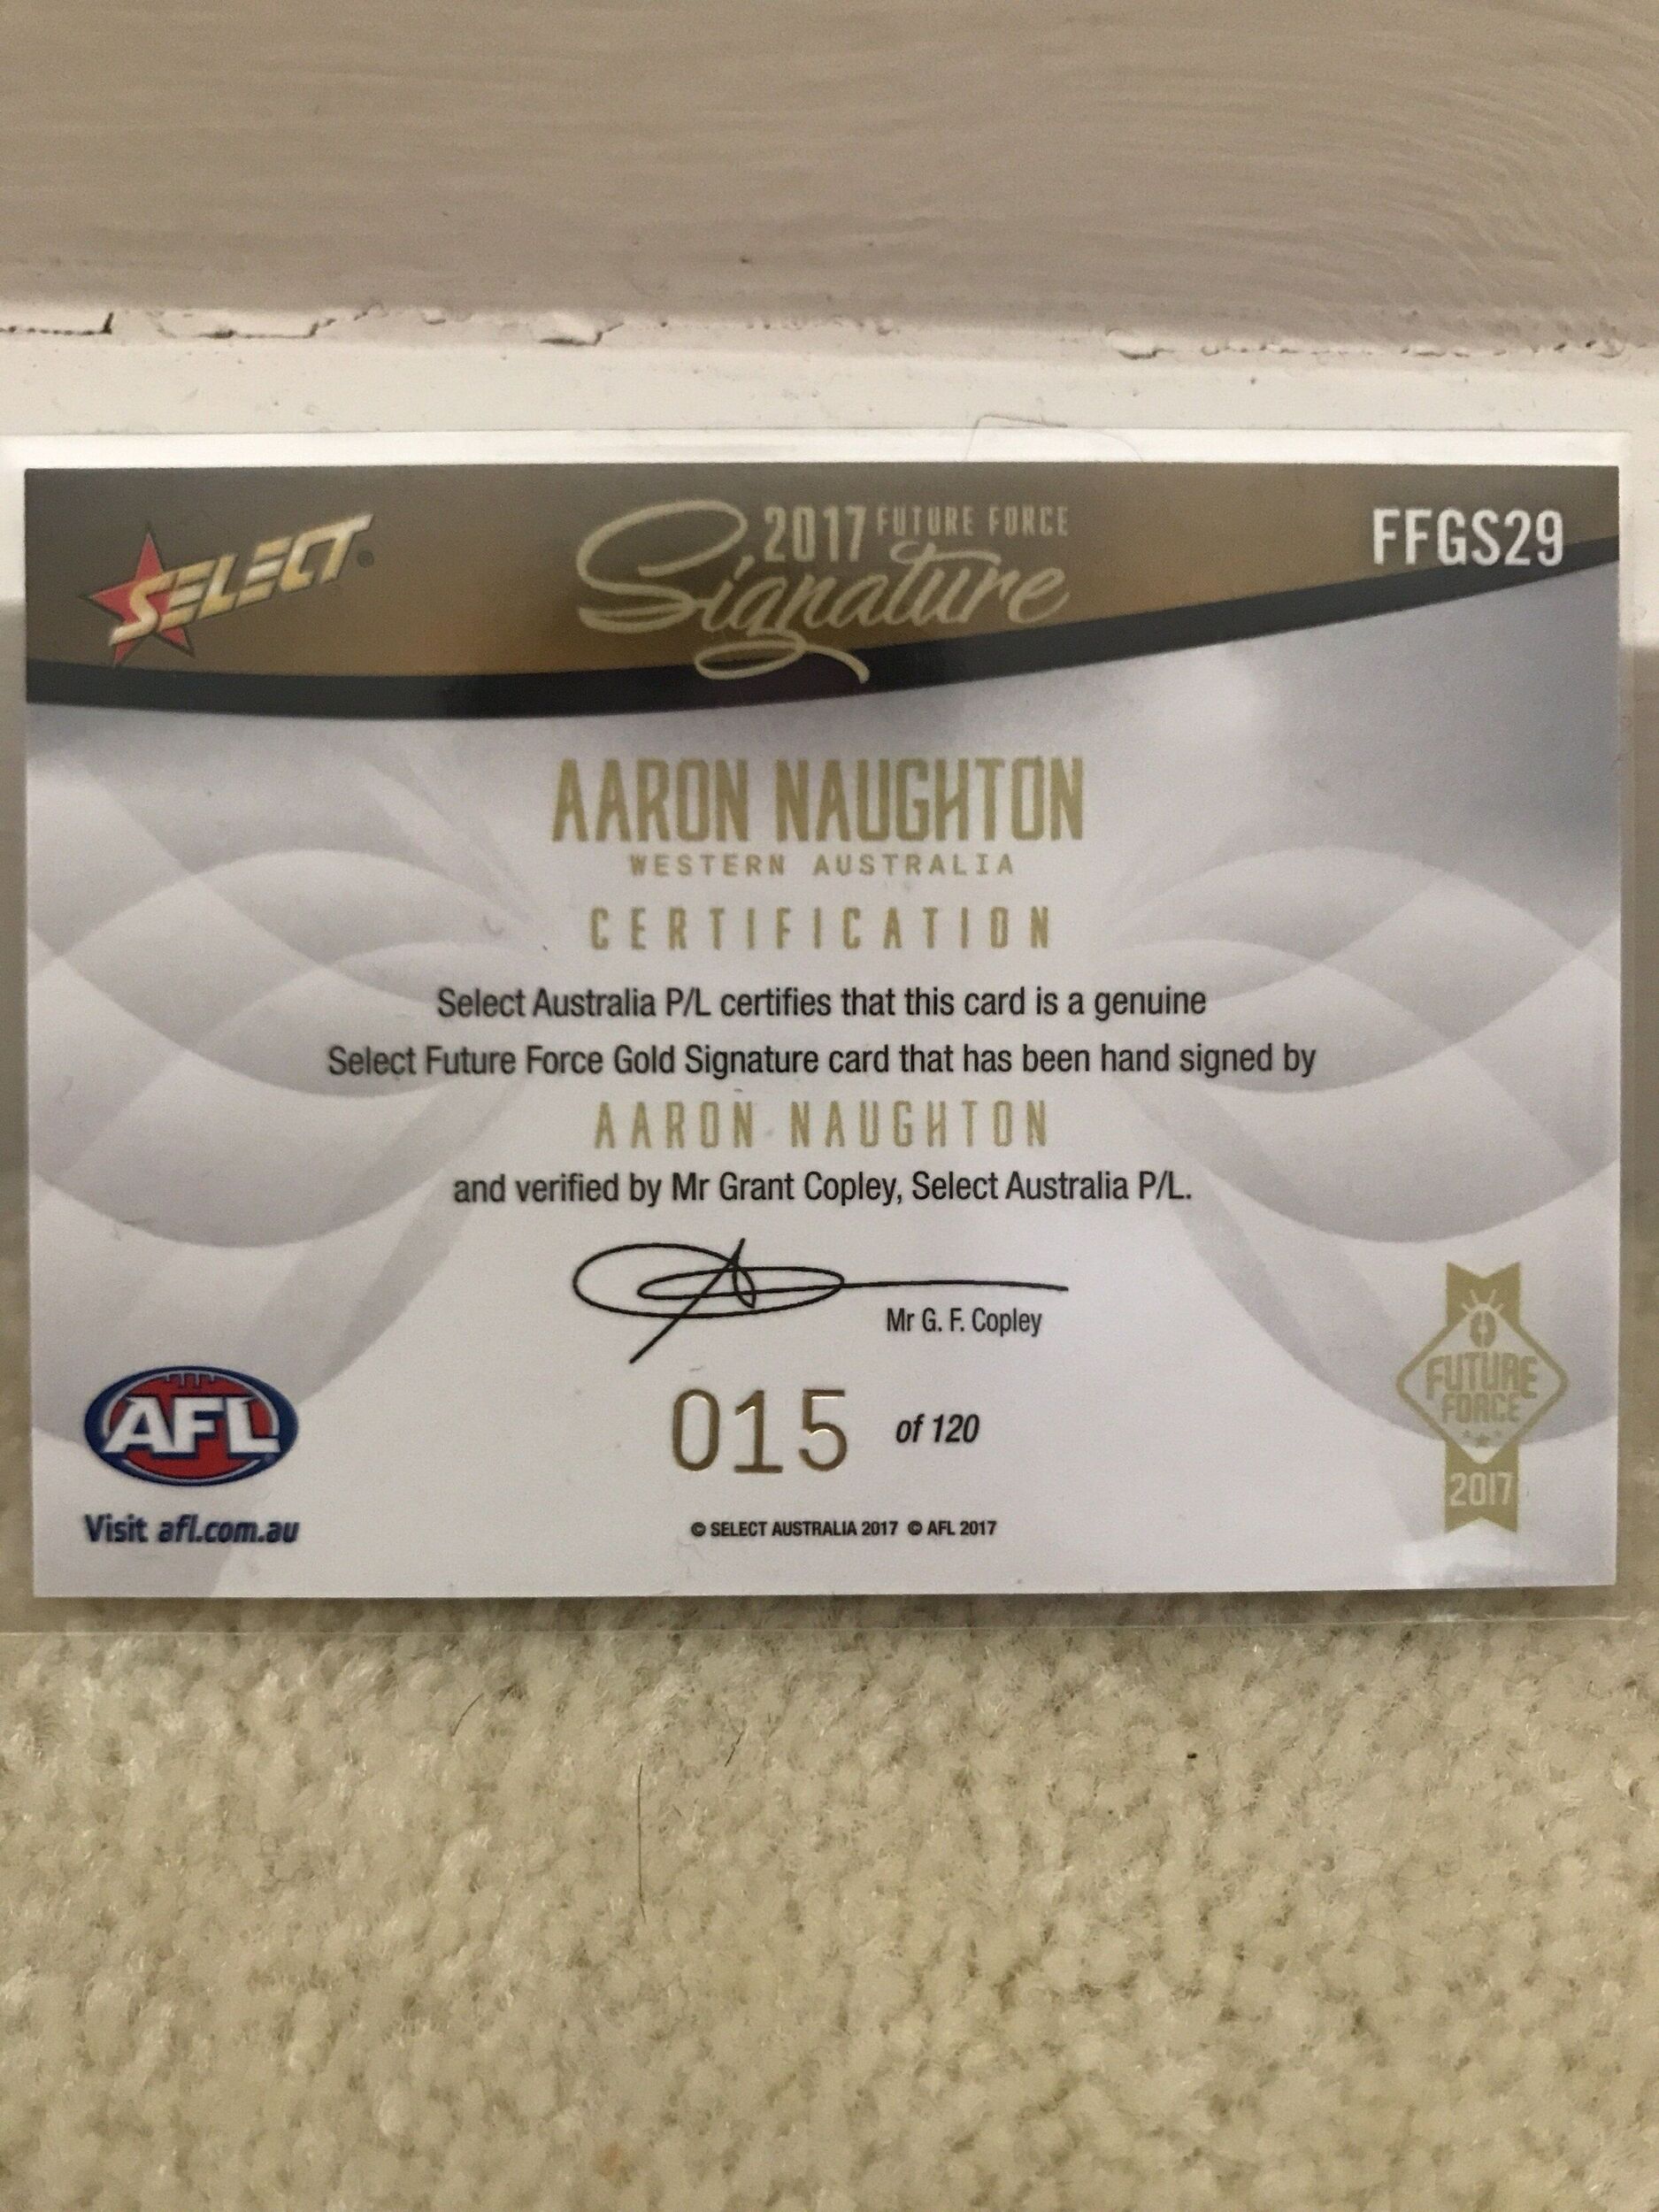 SELECT
2017 FUTURE FORCE
Signature
FFGS29
AARON NAUGHTON
WESTERN AUSTRALIA
CERTIFICATION
Select Australia P/L certifies that this card is a genuine
Select Future Force Gold Signature card that has been hand signed by
AARON NAUGHTON
and verified by Mr Grant Copley, Select Australia P/L.
Mr G. F. Copley
015 of 120
AFL
Visit afl.com.au
© SELECT AUSTRALIA 2017 © AFL 2017
FUTURE
FORCE
2017